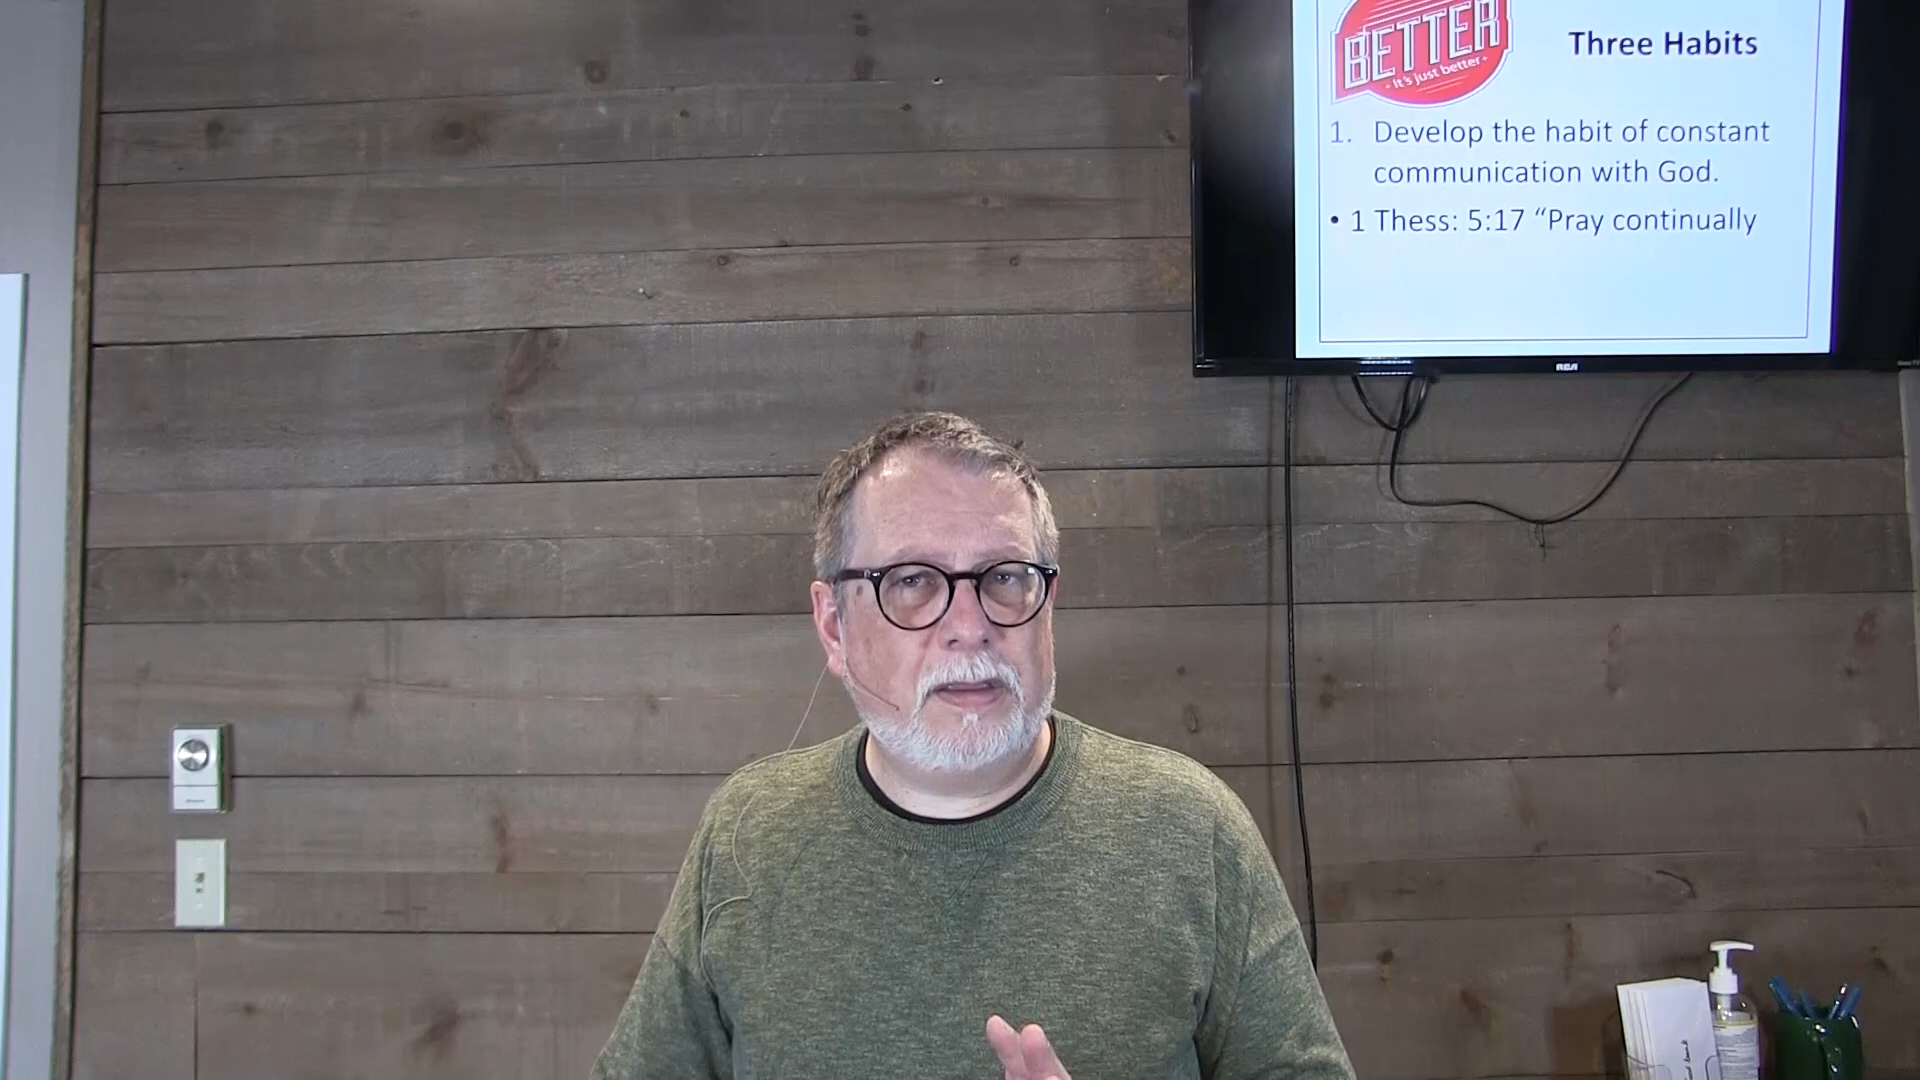 BETTER
- it's just better -
Three Habits
1. Develop the habit of constant
communication with God.
• 1 Thess: 5:17 “Pray continually
RCA